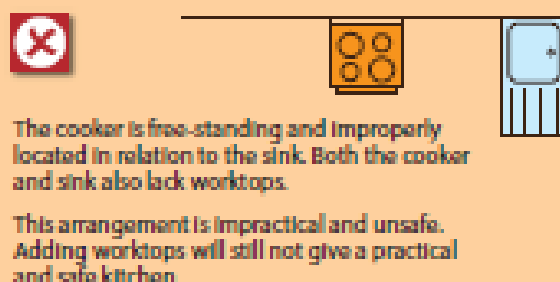 The cooker is free-standing and improperly
located in relation to the sink. Both the cooker
and sink also lack worktops.
This arrangement is impractical and unsafe.
Adding worktops will still not give a practical
and safe kitchen